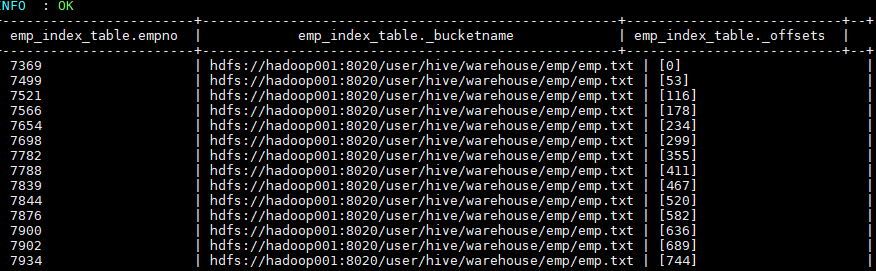 INFO  : OK
+-------------------------+----------------------------------------------------+---------------------------+--+
emp_index_table.empno | emp_index_table._bucketname | emp_index_table._offsets | |
+-------------------------+----------------------------------------------------+---------------------------+--+
7369 | hdfs://hadoop001:8020/user/hive/warehouse/emp/emp.txt | [0] |
7499 | hdfs://hadoop001:8020/user/hive/warehouse/emp/emp.txt | [53] |
7521 | hdfs://hadoop001:8020/user/hive/warehouse/emp/emp.txt | [116] |
7566 | hdfs://hadoop001:8020/user/hive/warehouse/emp/emp.txt | [178] |
7654 | hdfs://hadoop001:8020/user/hive/warehouse/emp/emp.txt | [234] |
7698 | hdfs://hadoop001:8020/user/hive/warehouse/emp/emp.txt | [299] |
7782 | hdfs://hadoop001:8020/user/hive/warehouse/emp/emp.txt | [355] |
7788 | hdfs://hadoop001:8020/user/hive/warehouse/emp/emp.txt | [411] |
7839 | hdfs://hadoop001:8020/user/hive/warehouse/emp/emp.txt | [467] |
7844 | hdfs://hadoop001:8020/user/hive/warehouse/emp/emp.txt | [520] |
7876 | hdfs://hadoop001:8020/user/hive/warehouse/emp/emp.txt | [582] |
7900 | hdfs://hadoop001:8020/user/hive/warehouse/emp/emp.txt | [636] |
7902 | hdfs://hadoop001:8020/user/hive/warehouse/emp/emp.txt | [689] |
7934 | hdfs://hadoop001:8020/user/hive/warehouse/emp/emp.txt | [744] |